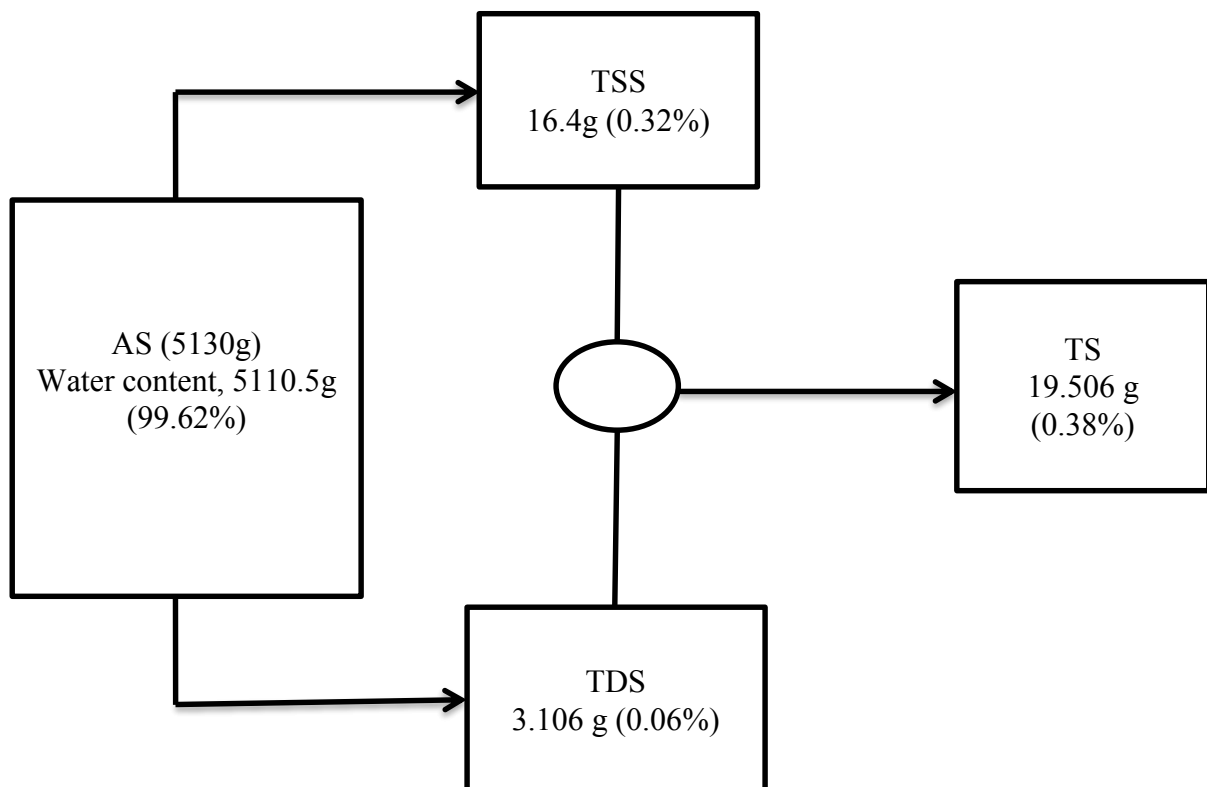 TSS
16.4g (0.32%)
AS (5130g)
Water content, 5110.5g
(99.62%)
TS
19.506 g
(0.38%)
TDS
3.106 g (0.06%)